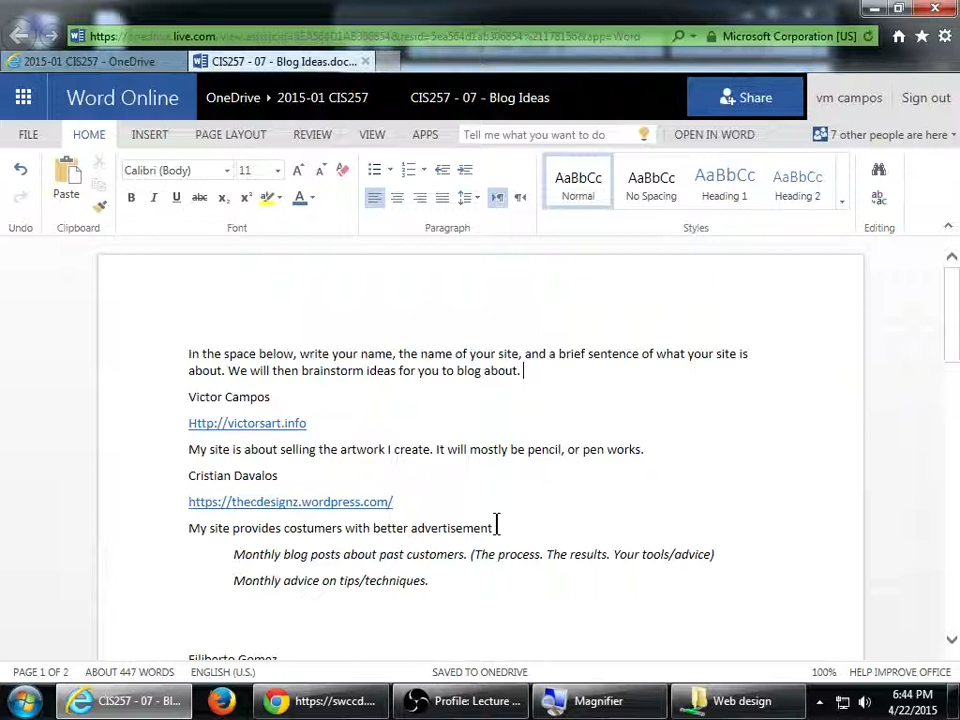 https://onedrive.live.com
Microsoft Corporation [US]
2015-01 CIS257 - OneDrive
CIS257 - 07 - Blog Ideas.doc...
Word Online
OneDrive
2015-01 CIS257
CIS257 - 07 - Blog Ideas
Share
vm campos
Sign out
FILE
HOME
INSERT
PAGE LAYOUT
REVIEW
VIEW
APPS
Tell me what you want to do
OPEN IN WORD
7 other people are here
Paste
Calibri (Body)
11
B I U abc x₂ x² A
AaBbCc
AaBbCc
AaBbCc
AaBbCc
Normal
No Spacing
Heading 1
Heading 2
Undo
Clipboard
Font
Paragraph
Styles
Editing
In the space below, write your name, the name of your site, and a brief sentence of what your site is
about. We will then brainstorm ideas for you to blog about.
Victor Campos
Http://victorsart.info
My site is about selling the artwork I create. It will mostly be pencil, or pen works.
Cristian Davalos
https://thecdesignz.wordpress.com/
My site provides costumers with better advertisement
Monthly blog posts about past customers. (The process. The results. Your tools/advice)
Monthly advice on tips/techniques.
Filiberto Gomez
PAGE 1 OF 2
ABOUT 447 WORDS
ENGLISH (U.S.)
SAVED TO ONEDRIVE
100%
HELP IMPROVE OFFICE
CIS257 - 07 - Bl...
https://swccd....
Profile: Lecture ...
Magnifier
Web design
6:44 PM
4/22/2015